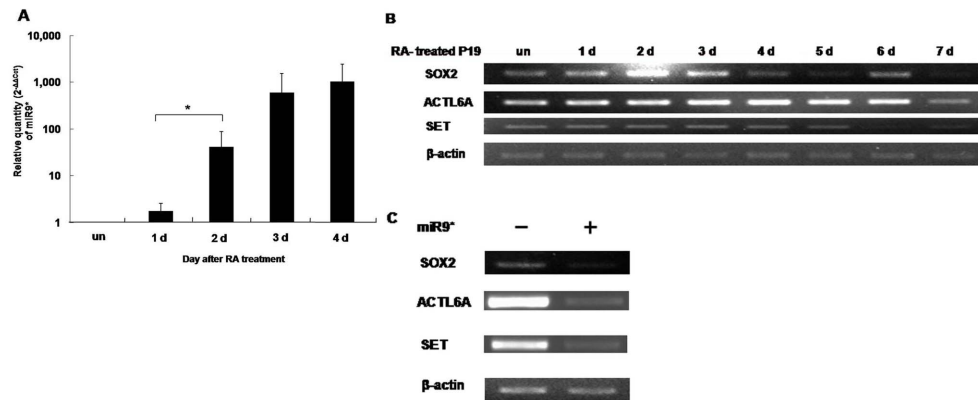 A
Relative quantity (2-ΔΔCт)
of miR9*
10,000
1,000
100
10
1
*
un 1 d 2 d 3 d 4 d
Day after RA treatment
B
RA- treated P19 un 1 d 2 d 3 d 4 d 5 d 6 d 7 d
SOX2
ACTL6A
SET
β-actin
C
miR9* − +
SOX2
ACTL6A
SET
β-actin